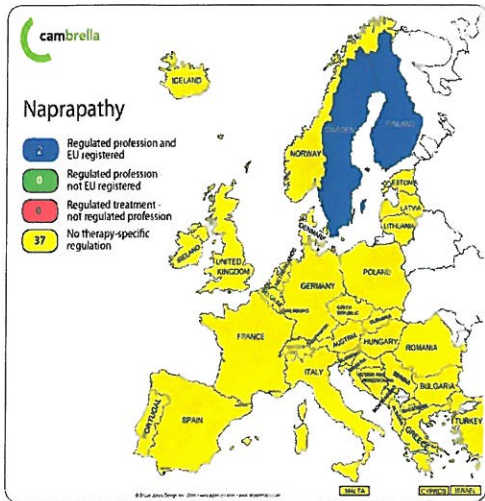 cambrella
ICELAND
Naprapathy
2 Regulated profession and
EU registered
0 Regulated profession -
not EU registered
0 Regulated treatment -
not regulated profession
37 No therapy-specific
regulation
SWEDEN
FINLAND
NORWAY
ESTONIA
LATVIA
LITHUANIA
DENMARK
IRELAND
UNITED
KINGDOM
NETHERLANDS
BELGIUM
GERMANY
POLAND
CZECH
REPUBLIC
FRANCE
AUSTRIA
HUNGARY
ROMANIA
ITALY
BULGARIA
PORTUGAL
SPAIN
GREECE
TURKEY
MALTA
CYPRUS
ISRAEL